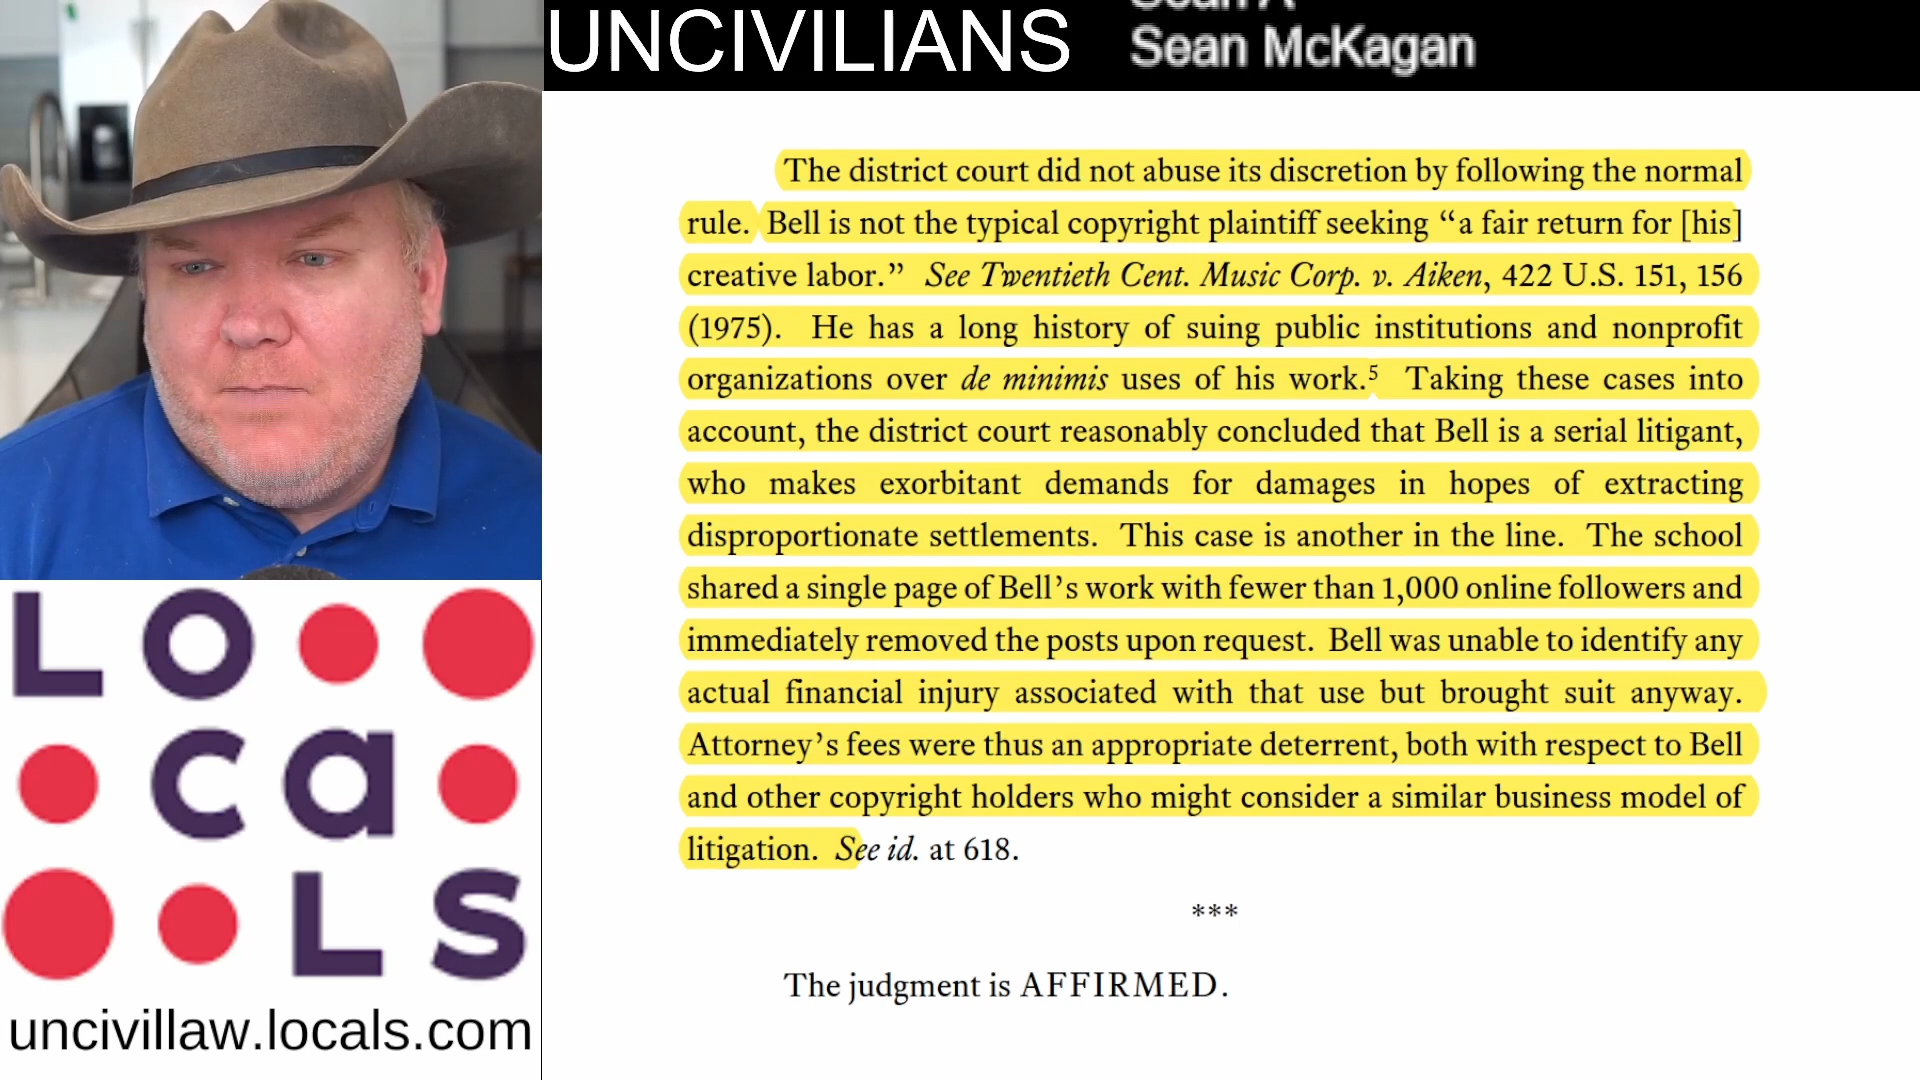 UNCIVILIANS
Sean A
Sean McKagan
The district court did not abuse its discretion by following the normal
rule. Bell is not the typical copyright plaintiff seeking “a fair return for [his]
creative labor.” See Twentieth Cent. Music Corp. v. Aiken, 422 U.S. 151, 156
(1975). He has a long history of suing public institutions and nonprofit
organizations over de minimis uses of his work.5 Taking these cases into
account, the district court reasonably concluded that Bell is a serial litigant,
who makes exorbitant demands for damages in hopes of extracting
disproportionate settlements. This case is another in the line. The school
shared a single page of Bell’s work with fewer than 1,000 online followers and
immediately removed the posts upon request. Bell was unable to identify any
actual financial injury associated with that use but brought suit anyway.
Attorney’s fees were thus an appropriate deterrent, both with respect to Bell
and other copyright holders who might consider a similar business model of
litigation. See id. at 618.
***
The judgment is AFFIRMED.
LO
ca
LS
uncivillaw.locals.com